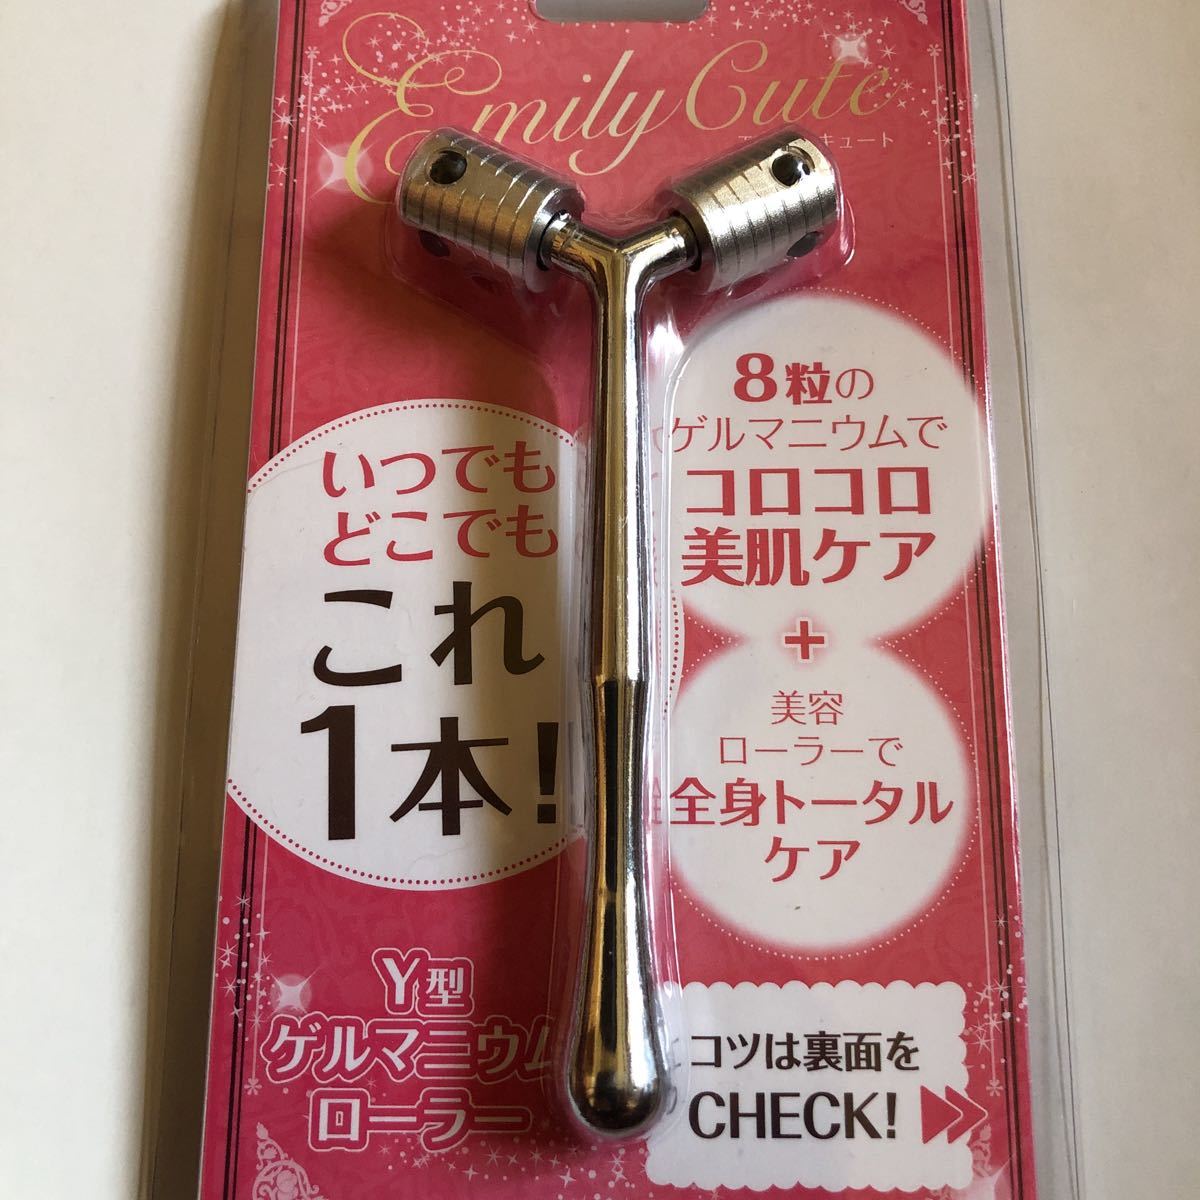 Emily Cute
キュート
いつでも
どこでも
これ
1本!
8粒の
ゲルマニウムで
コロコロ
美肌ケア
+
美容
ローラーで
全身トータル
ケア
Y型
ゲルマニウム
ローラー
コツは裏面を
CHECK!